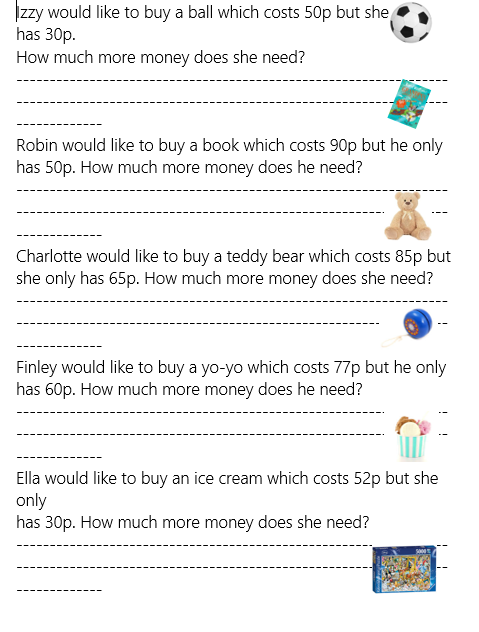 Izzy would like to buy a ball which costs 50p but she
has 30p.
How much more money does she need?
----------------------------------------------------------------
----------------------------------------------------------------
-------------
Robin would like to buy a book which costs 90p but he only
has 50p. How much more money does he need?
----------------------------------------------------------------
----------------------------------------------------------------
-------------
Charlotte would like to buy a teddy bear which costs 85p but
she only has 65p. How much more money does she need?
----------------------------------------------------------------
----------------------------------------------------------------
-------------
Finley would like to buy a yo-yo which costs 77p but he only
has 60p. How much more money does he need?
----------------------------------------------------------------
----------------------------------------------------------------
-------------
Ella would like to buy an ice cream which costs 52p but she
only
has 30p. How much more money does she need?
----------------------------------------------------------------
----------------------------------------------------------------
-------------